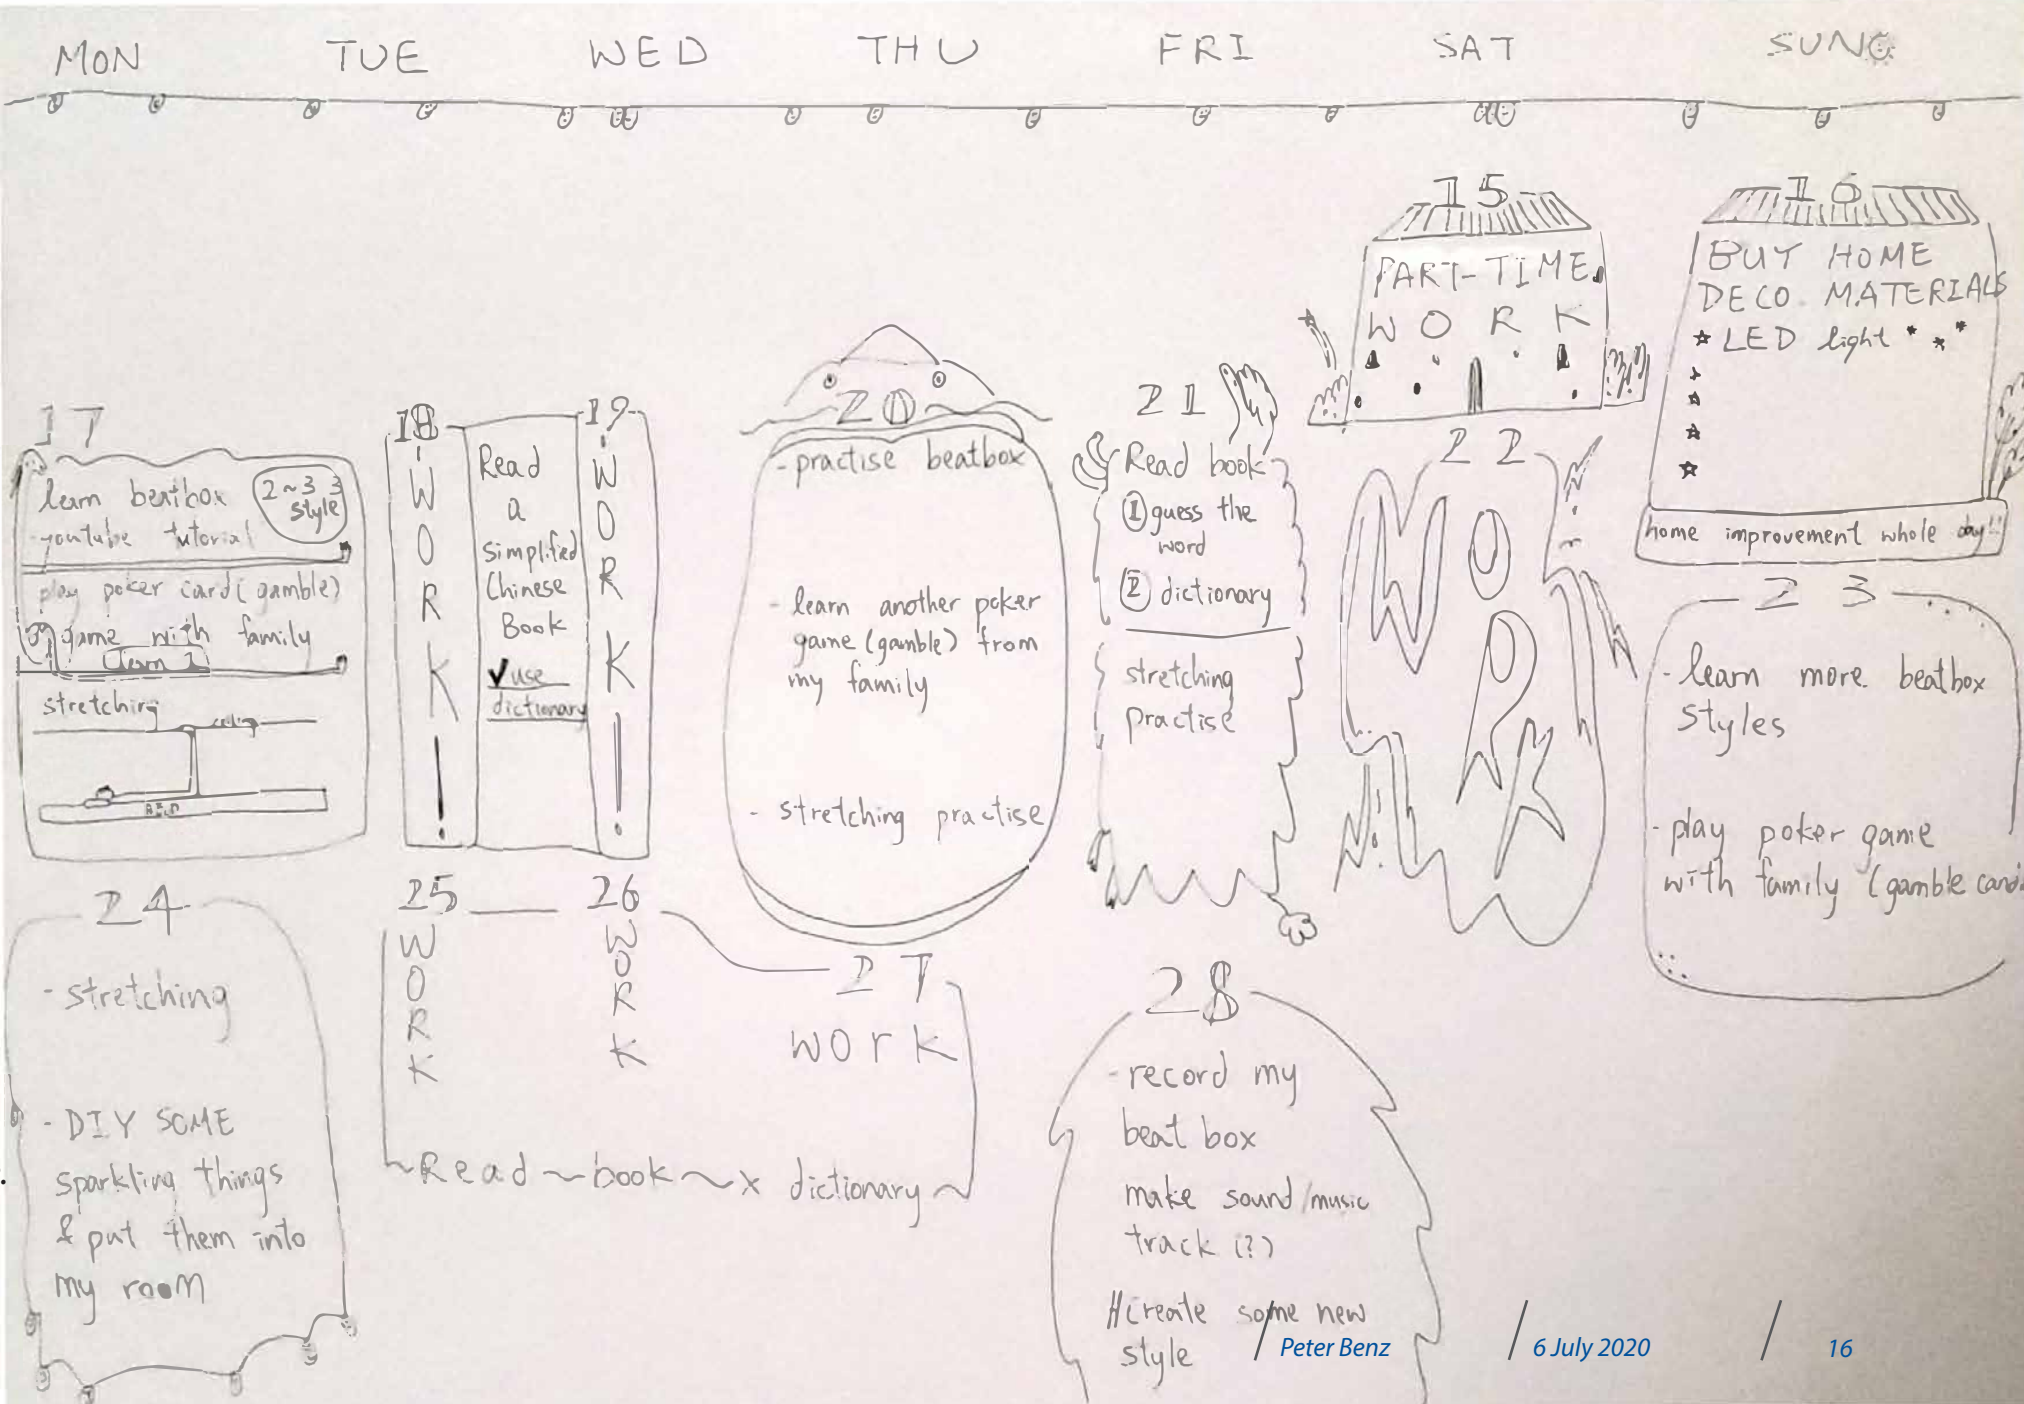 MON TUE WED THU FRI SAT SUN
15
PART-TIME
WORK
16
BUY HOME
DECO MATERIALS
LED light
home improvement whole day!!
17
learn beatbox
youtube tutorial
2~3
style
play poker card (gamble)
game with family
learn 1
stretching
18
WORK!
Read
a
Simplified
Chinese
Book
✓use
dictionary
19
WORK!
20
- practise beatbox
- learn another poker
game (gamble) from
my family
- stretching practise
21
Read book
① guess the
word
② dictionary
stretching
practise
22
WORK
23
- learn more beatbox
styles
- play poker game
with family (gamble
24
- stretching
- DIY SOME
sparkling things
& put them into
my room
25
WORK
26
WORK
27
work
~Read~book~x dictionary~
28
- record my
beat box
make sound/music
track (?)
#create some new
style
/ Peter Benz / 6 July 2020 / 16